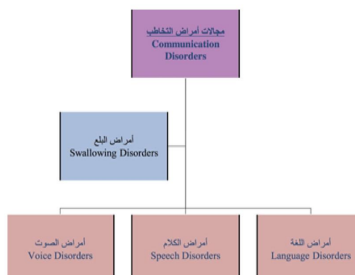 مجالات أمراض التخاطب
Communication
Disorders
أمراض البلع
Swallowing Disorders
أمراض الصوت
Voice Disorders
أمراض الكلام
Speech Disorders
أمراض اللغة
Language Disorders